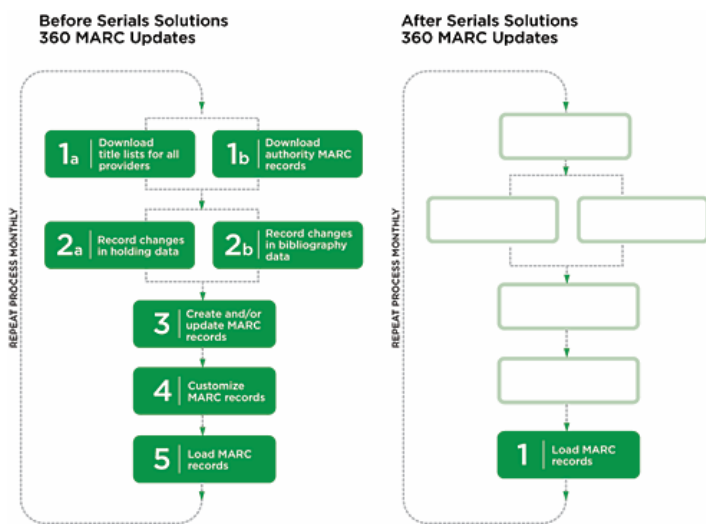 Before Serials Solutions
360 MARC Updates
REPEAT PROCESS MONTHLY
1a
Download
title lists for all
providers
1b
Download
authority MARC
records
2a
Record changes
in holding data
2b
Record changes
in bibliography
data
3
Create and/or
update MARC
records
4
Customize
MARC records
5
Load MARC
records
After Serials Solutions
360 MARC Updates
REPEAT PROCESS MONTHLY
1
Load MARC
records